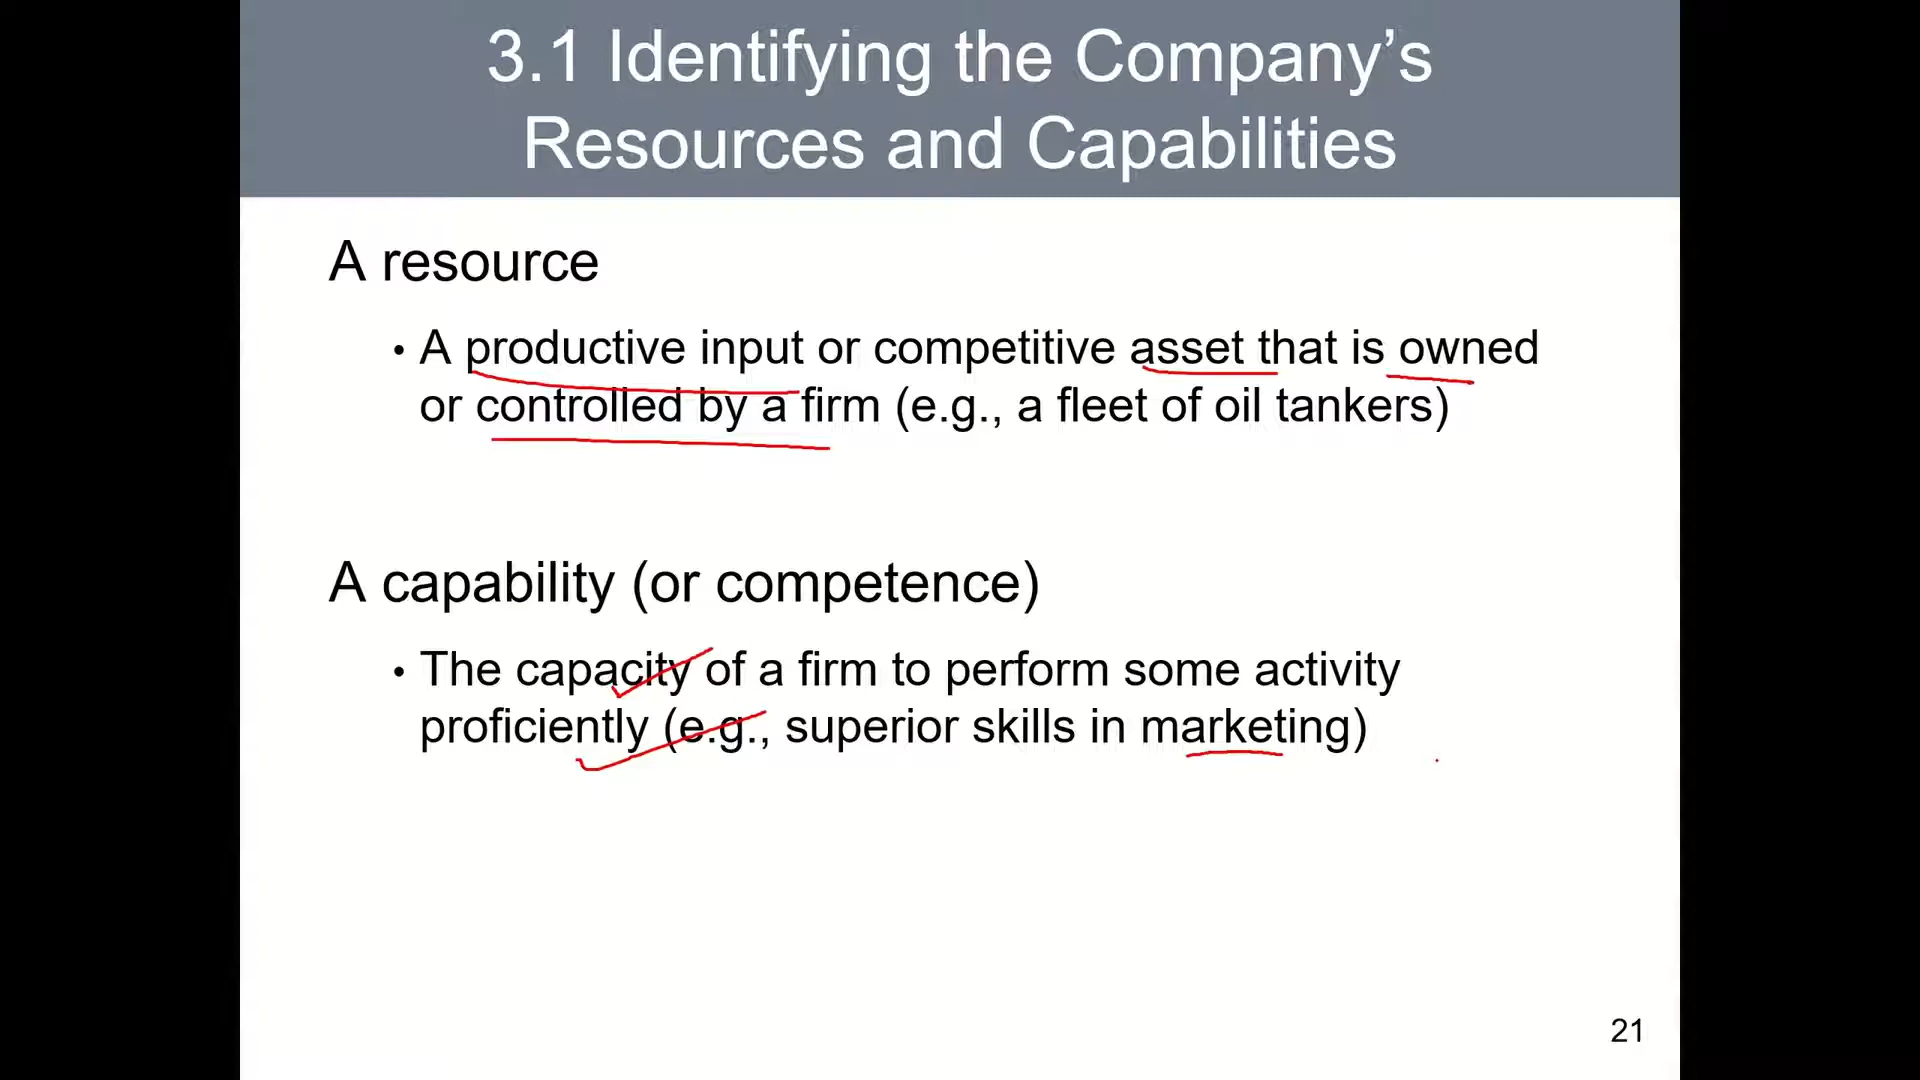 3.1 Identifying the Company’s
Resources and Capabilities
A resource
• A productive input or competitive asset that is owned
or controlled by a firm (e.g., a fleet of oil tankers)
A capability (or competence)
• The capacity of a firm to perform some activity
proficiently (e.g., superior skills in marketing)
21